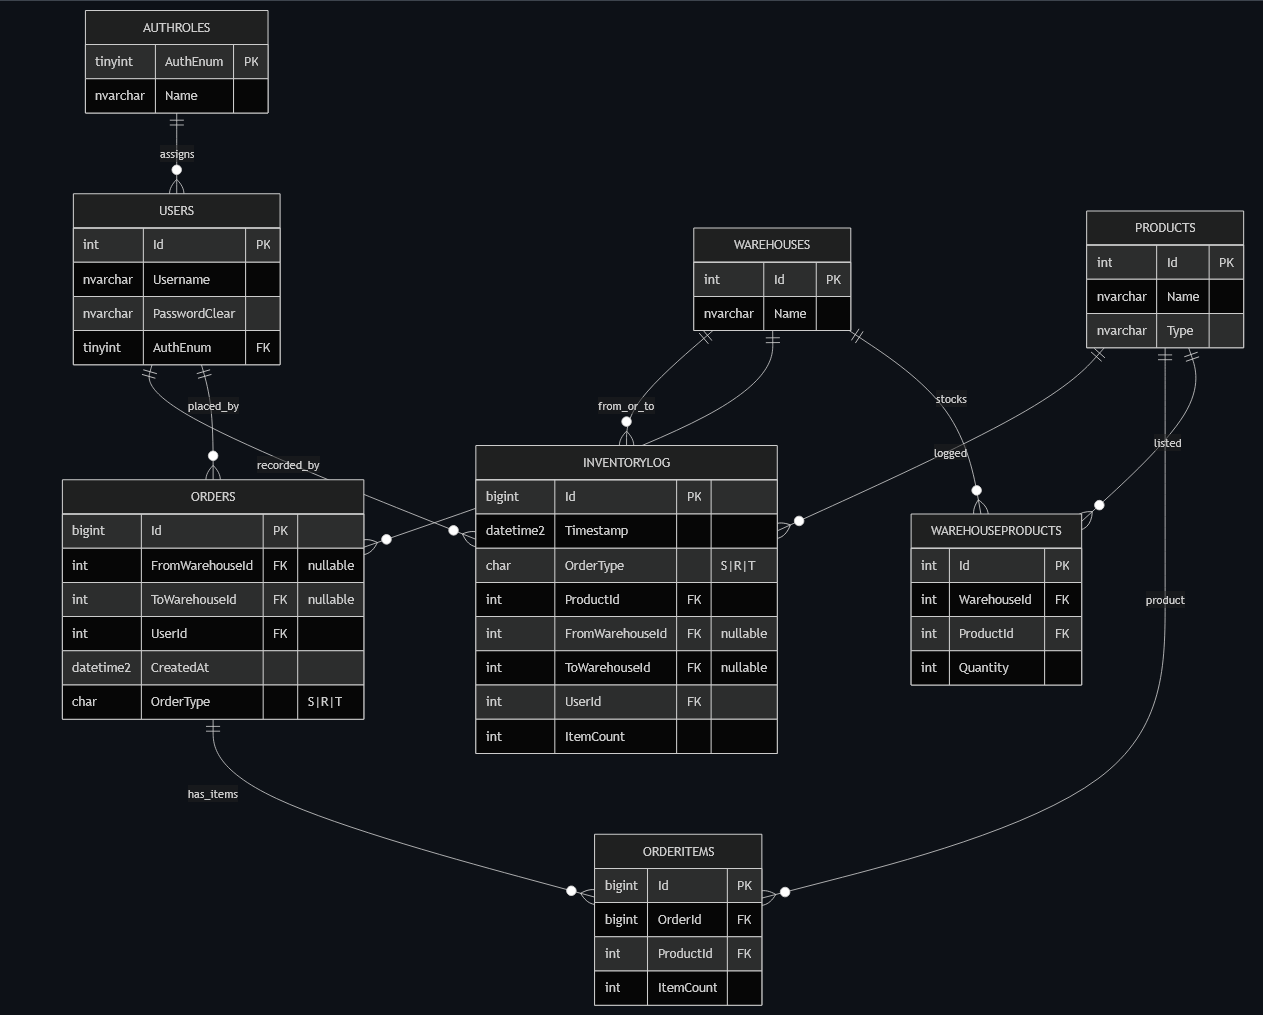 AUTHROLES
tinyint AuthEnum PK
nvarchar Name
assigns
USERS
int Id PK
nvarchar Username
nvarchar PasswordClear
tinyint AuthEnum FK
WAREHOUSES
int Id PK
nvarchar Name
PRODUCTS
int Id PK
nvarchar Name
nvarchar Type
placed_by
recorded_by
from_or_to
stocks
logged
listed
ORDERS
bigint Id PK
int FromWarehouseId FK nullable
int ToWarehouseId FK nullable
int UserId FK
datetime2 CreatedAt
char OrderType S|R|T
INVENTORYLOG
bigint Id PK
datetime2 Timestamp
char OrderType S|R|T
int ProductId FK
int FromWarehouseId FK nullable
int ToWarehouseId FK nullable
int UserId FK
int ItemCount
WAREHOUSEPRODUCTS
int Id PK
int WarehouseId FK
int ProductId FK
int Quantity
product
has_items
ORDERITEMS
bigint Id PK
bigint OrderId FK
int ProductId FK
int ItemCount